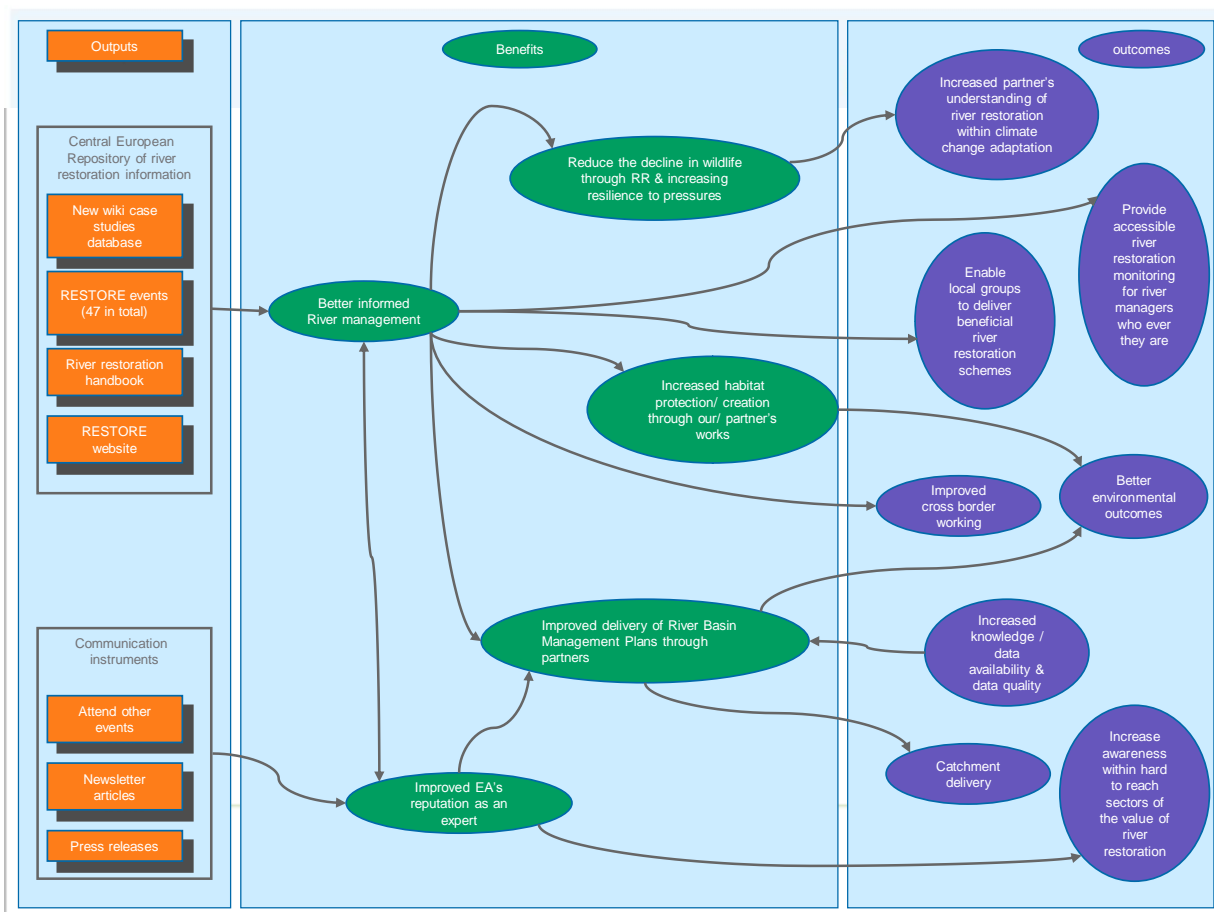 Outputs
Central European
Repository of river
restoration information
New wiki case
studies
database
RESTORE events
(47 in total)
River restoration
handbook
RESTORE
website
Communication
instruments
Attend other
events
Newsletter
articles
Press releases
Benefits
Reduce the decline in wildlife
through RR & increasing
resilience to pressures
Better informed
River management
Increased habitat
protection/ creation
through our/ partner's
works
Improved delivery of River Basin
Management Plans through
partners
Improved EA's
reputation as an
expert
outcomes
Increased partner's
understanding of
river restoration
within climate
change adaptation
Provide
accessible
river
restoration
monitoring
for river
managers
who ever
they are
Enable
local groups
to deliver
beneficial
river
restoration
schemes
Better
environmental
outcomes
Improved
cross border
working
Increased
knowledge /
data
availability &
data quality
Catchment
delivery
Increase
awareness
within hard
to reach
sectors of
the value of
river
restoration